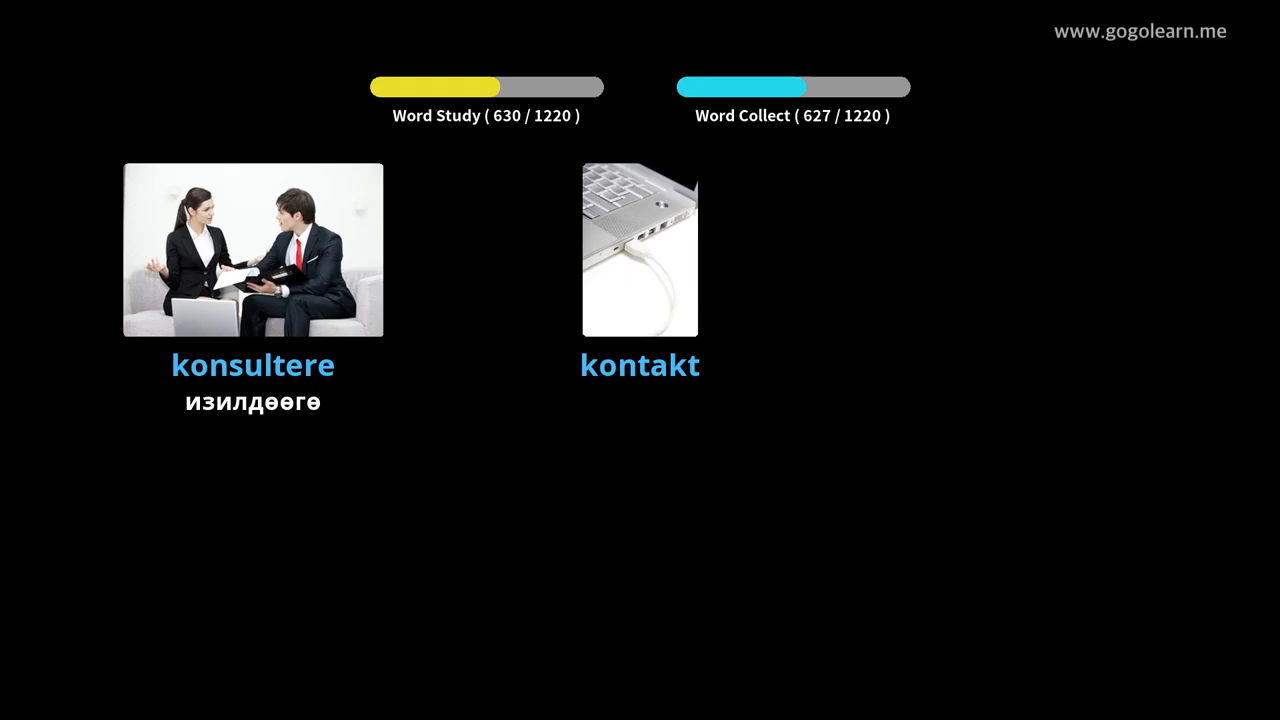 www.gogolearn.me
Word Study ( 630 / 1220 )
Word Collect ( 627 / 1220 )
konsultere
изилдөөгө
kontakt